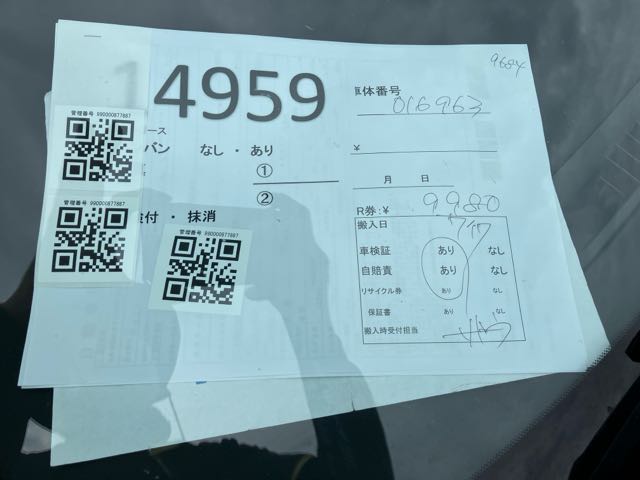 9684
14959
車体番号 016963
管理番号 990000877887
ース
バン なし ・ あり
¥
①
月 日
②
管理番号 990000877887
付 ・ 抹消
R券:¥ 9980
管理番号 990000877887
搬入日 7/17
車検証 あり なし
自賠責 あり なし
リサイクル券 あり なし
保証書 あり なし
搬入時受付担当